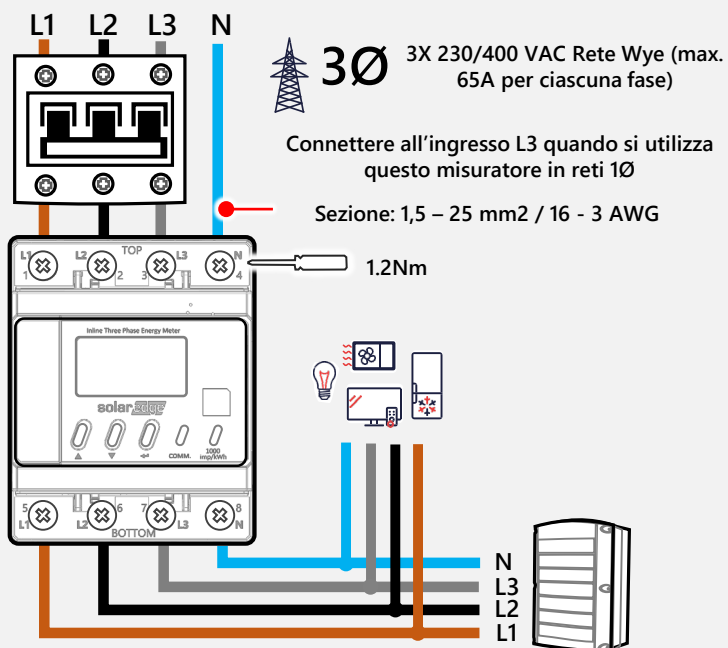 L1 L2 L3 N
3Ø
3X 230/400 VAC Rete Wye (max.
65A per ciascuna fase)
Connettere all’ingresso L3 quando si utilizza
questo misuratore in reti 1Ø
Sezione: 1,5 – 25 mm2 / 16 - 3 AWG
1.2Nm
TOP
L1 L2 L3 N
1 2 3 4
Inline Three Phase Energy Meter
solaredge
COMM.
1000
imp/kWh
5 6 7 8
L1 L2 L3 N
BOTTOM
N
L3
L2
L1